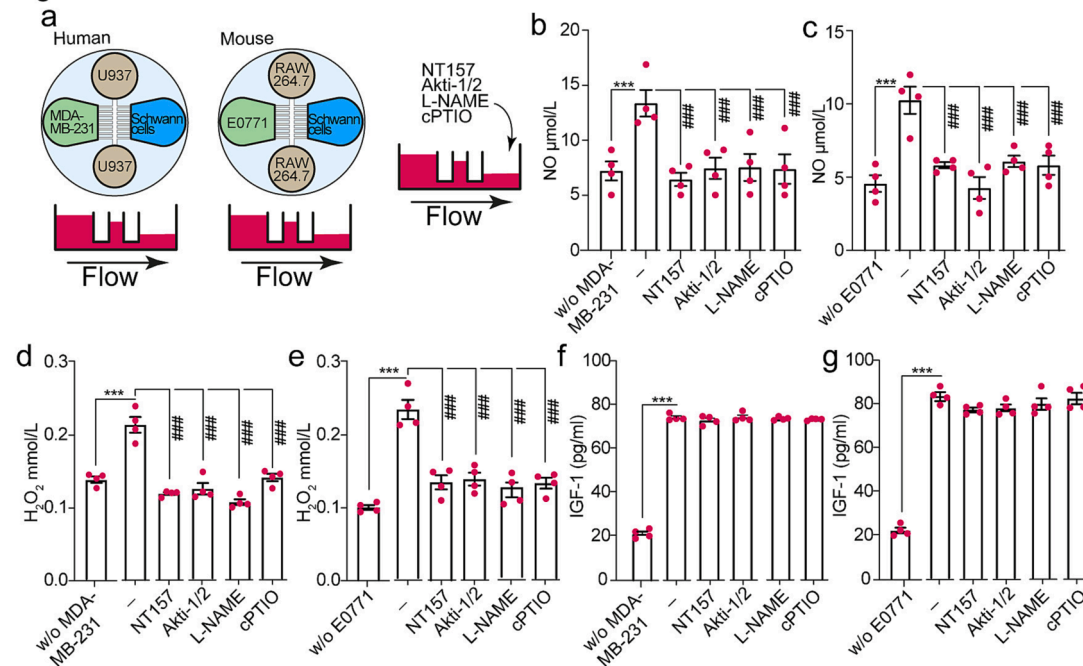 a
Human
U937
MDA-
MB-231
Schwann
cells
U937
Flow
Mouse
RAW
264.7
E0771
Schwann
cells
RAW
264.7
Flow
NT157
Akti-1/2
L-NAME
cPTIO
Flow
b
NO μmol/L
20
15
10
5
0
***
###
###
###
###
w/o MDA-
MB-231
–
NT157
Akti-1/2
L-NAME
cPTIO
c
NO μmol/L
15
10
5
0
***
###
###
###
###
w/o E0771
–
NT157
Akti-1/2
L-NAME
cPTIO
d
H2O2 mmol/L
0.3
0.2
0.1
0.0
***
###
###
###
###
w/o MDA-
MB-231
–
NT157
Akti-1/2
L-NAME
cPTIO
e
H2O2 mmol/L
0.3
0.2
0.1
0.0
***
###
###
###
###
w/o E0771
–
NT157
Akti-1/2
L-NAME
cPTIO
f
IGF-1 (pg/ml)
100
80
60
40
20
0
***
w/o MDA-
MB-231
–
NT157
Akti-1/2
L-NAME
cPTIO
g
IGF-1 (pg/ml)
100
80
60
40
20
0
***
w/o E0771
–
NT157
Akti-1/2
L-NAME
cPTIO